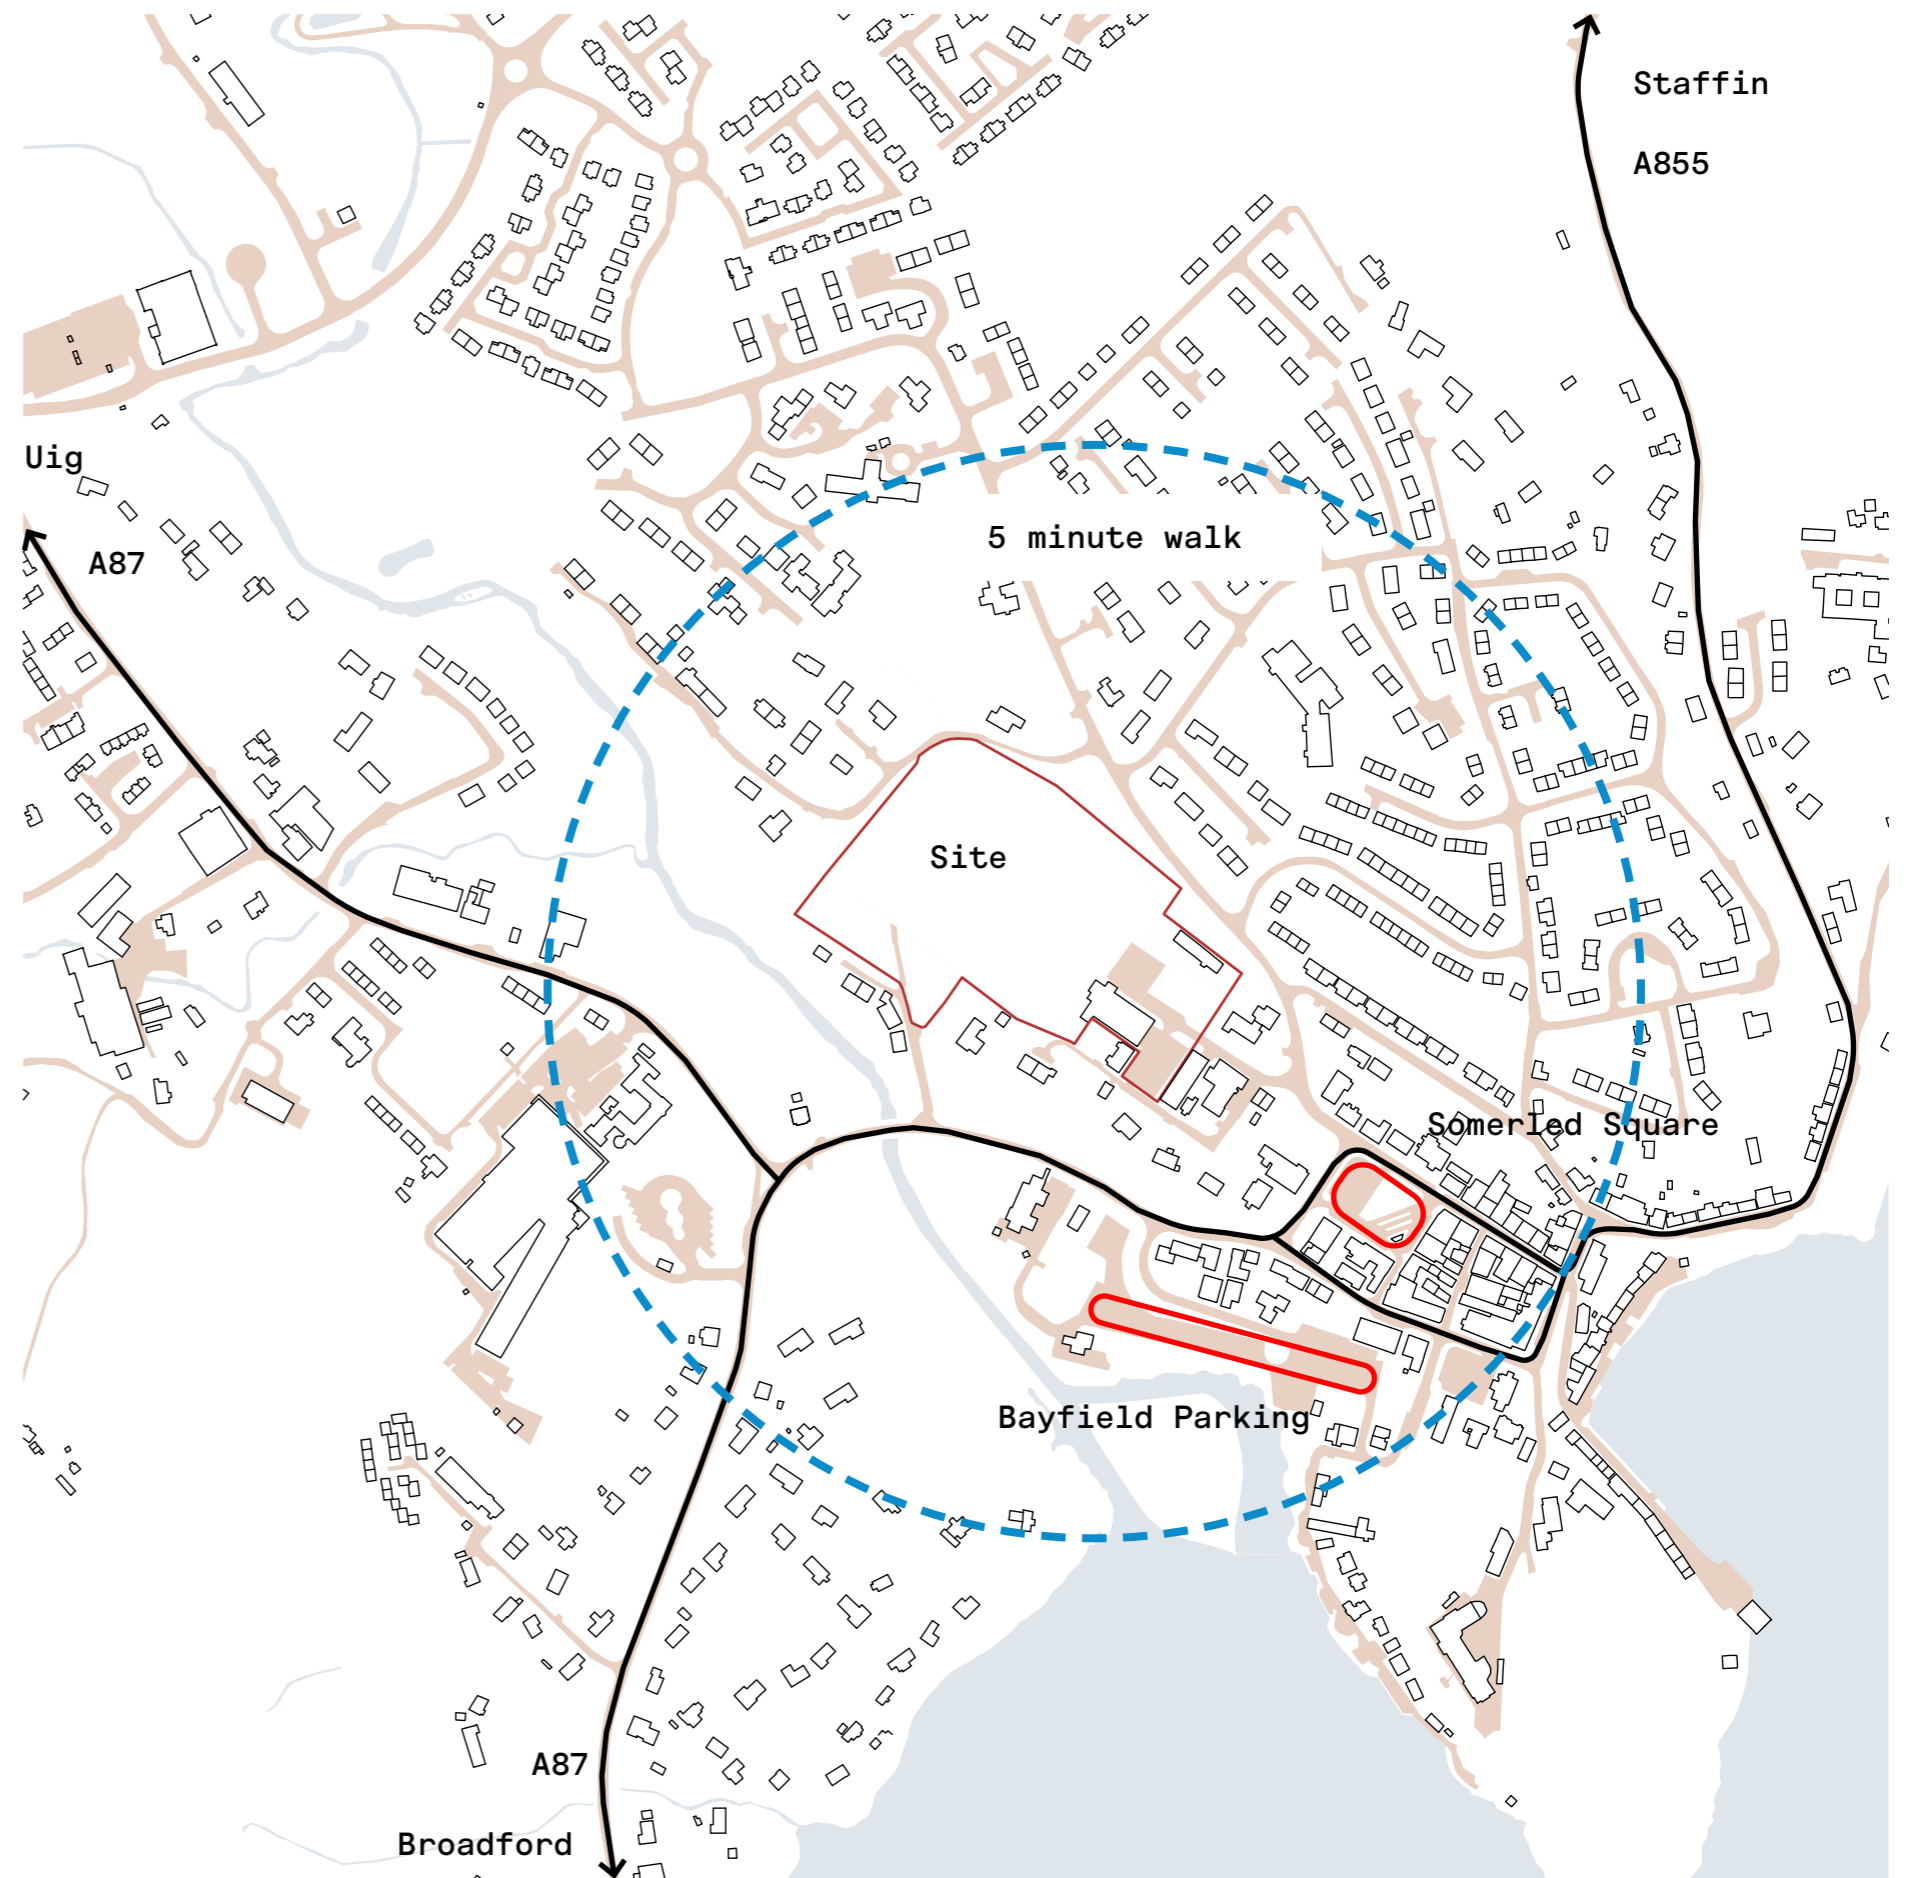 Staffin
A855
Uig
A87
5 minute walk
Site
Somerled Square
Bayfield Parking
A87
Broadford